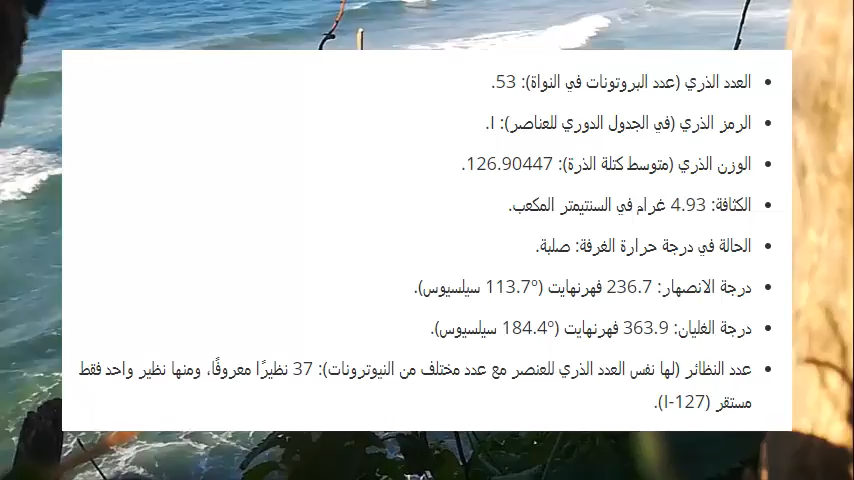 العدد الذري (عدد البروتونات في النواة): 53.
الرمز الذري (في الجدول الدوري للعناصر): I.
الوزن الذري (متوسط كتلة الذرة): 126.90447.
الكثافة: 4.93 غرام في السنتيمتر المكعب.
الحالة في درجة حرارة الغرفة: صلبة.
درجة الانصهار: 236.7 فهرنهايت (113.7° سيلسيوس).
درجة الغليان: 363.9 فهرنهايت (184.4° سيلسيوس).
عدد النظائر (لها نفس العدد الذري للعنصر مع عدد مختلف من النيوترونات): 37 نظيرًا معروفًا، ومنها نظير واحد فقط
مستقر (I-127).